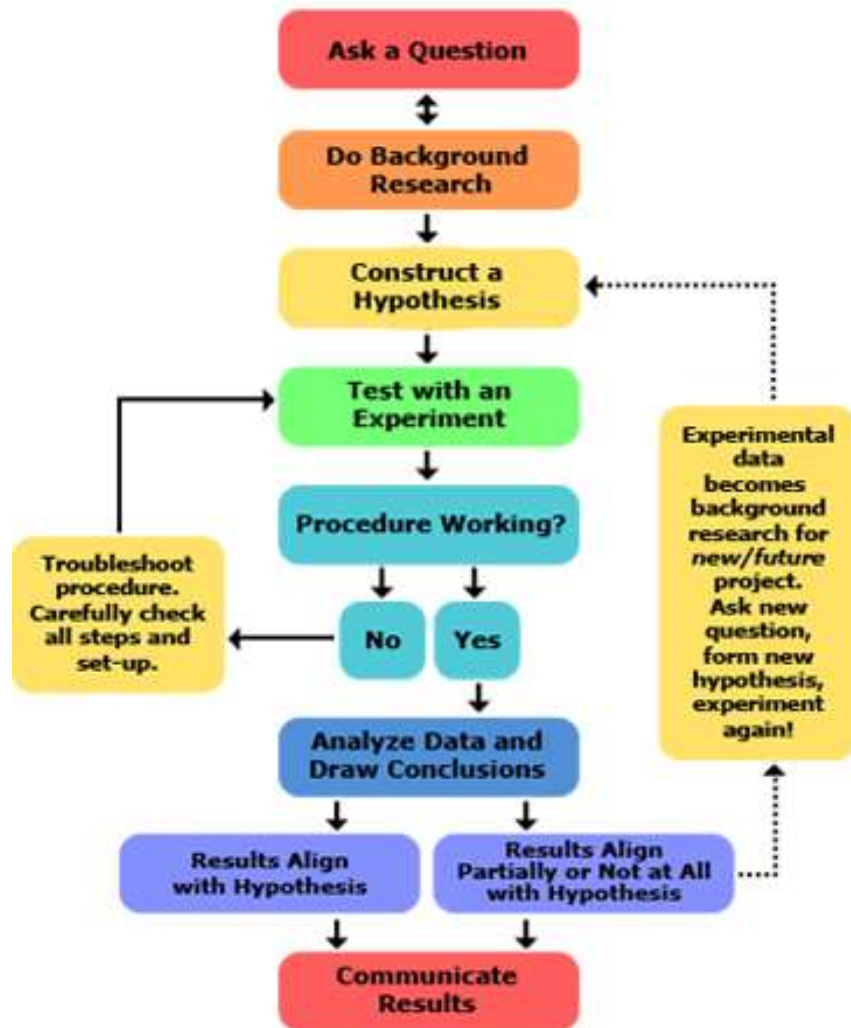 Ask a Question
Do Background
Research
Construct a
Hypothesis
Test with an
Experiment
Procedure Working?
No
Yes
Troubleshoot
procedure.
Carefully check
all steps and
set-up.
Experimental
data
becomes
background
research for
new/future
project.
Ask new
question,
form new
hypothesis,
experiment
again!
Analyze Data and
Draw Conclusions
Results Align
with Hypothesis
Results Align
Partially or Not at All
with Hypothesis
Communicate
Results